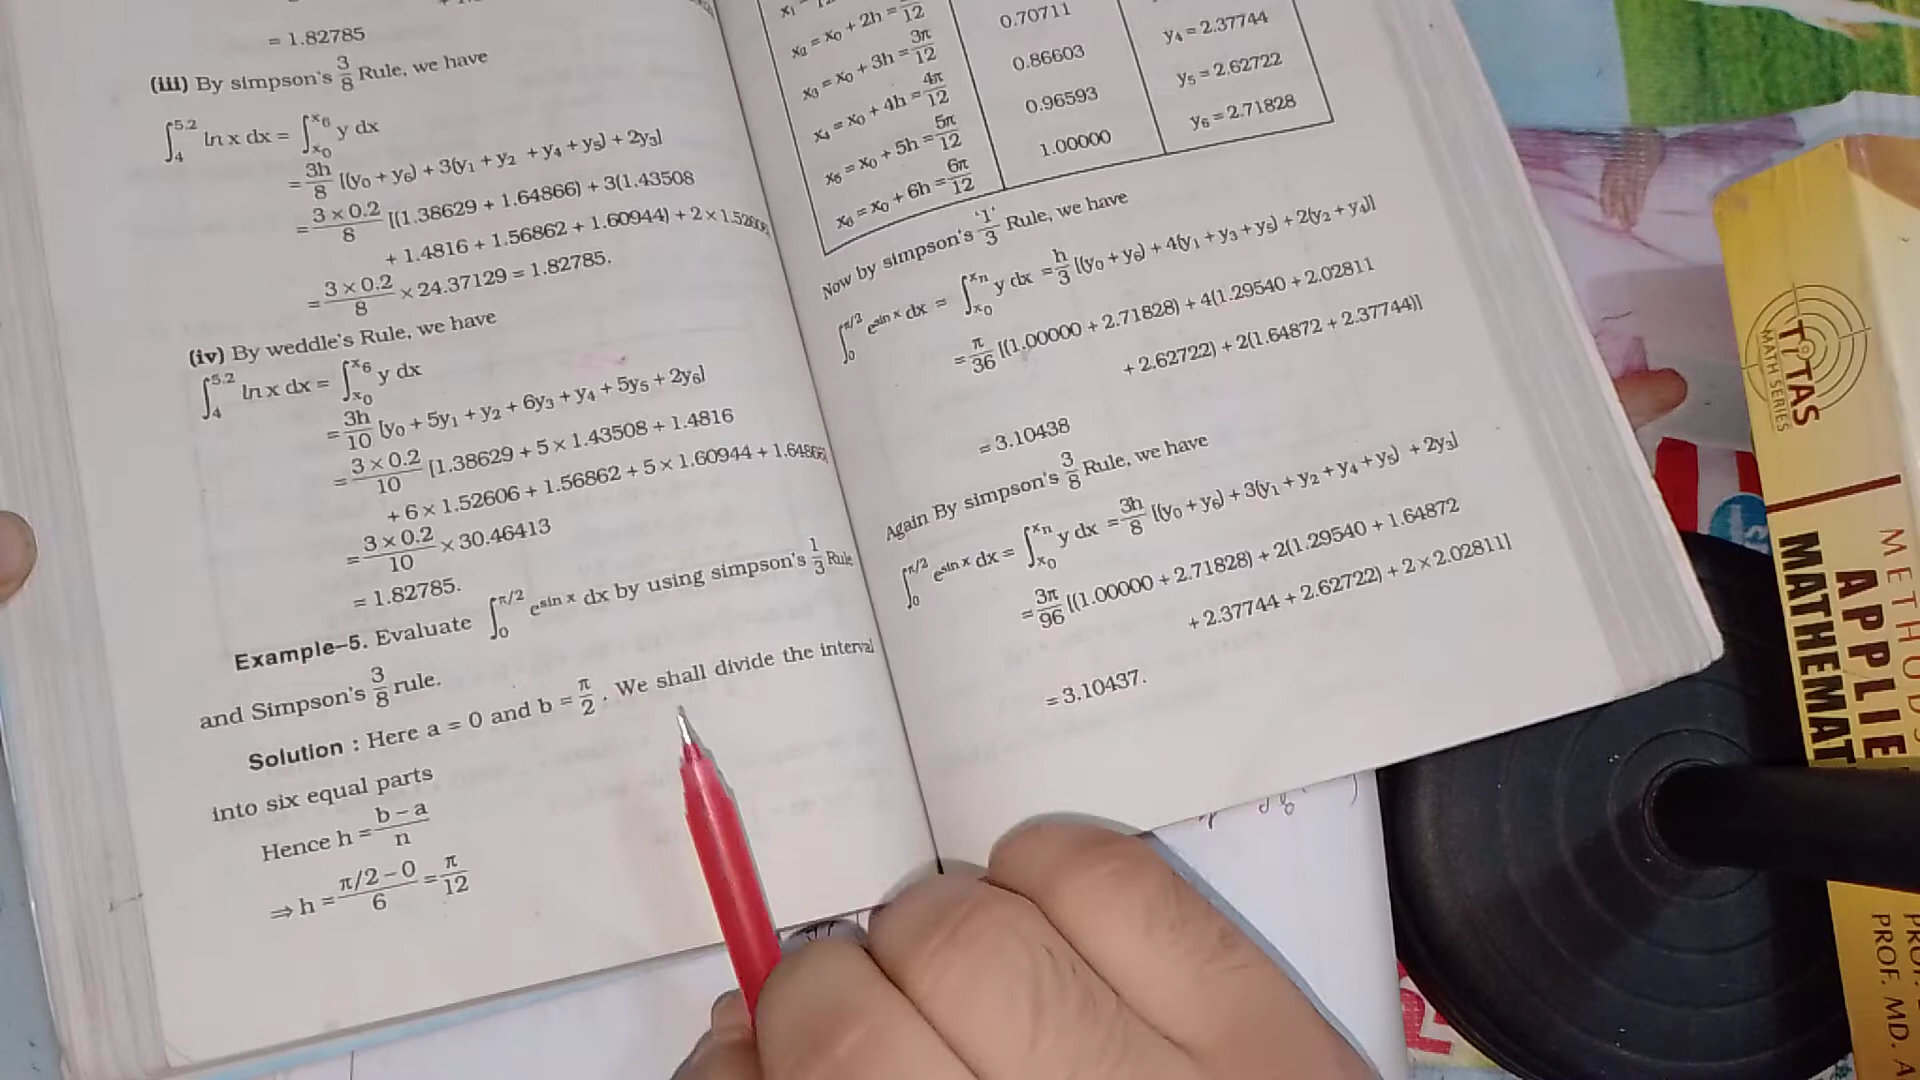 = 1.82785
(iii) By simpson's 3/8 Rule, we have
∫₄^5.2 ln x dx = ∫_x₀^x₆ y dx
= 3h/8 [(y₀ + y₆) + 3(y₁ + y₂ + y₄ + y₅) + 2y₃]
= 3 × 0.2/8 [(1.38629 + 1.64866) + 3(1.43508
+ 1.4816 + 1.56862 + 1.60944) + 2 × 1.52606
= 3 × 0.2/8 × 24.37129 = 1.82785.
(iv) By weddle's Rule, we have
∫₄^5.2 ln x dx = ∫_x₀^x₆ y dx
= 3h/10 [y₀ + 5y₁ + y₂ + 6y₃ + y₄ + 5y₅ + 2y₆]
= 3 × 0.2/10 [1.38629 + 5 × 1.43508 + 1.4816
+ 6 × 1.52606 + 1.56862 + 5 × 1.60944 + 1.64866]
= 3 × 0.2/10 × 30.46413
= 1.82785.
Example–5. Evaluate ∫₀^π/2 e^sin x dx by using simpson's 1/3 Rule
and Simpson's 3/8 rule.
Solution : Here a = 0 and b = π/2 . We shall divide the interval
into six equal parts
Hence h = b – a/n
⇒ h = π/2 – 0/6 = π/12
x₂ = x₀ + 2h = /12 0.70711 y₄ = 2.37744
x₃ = x₀ + 3h = 3π/12 0.86603 y₅ = 2.62722
x₄ = x₀ + 4h = 4π/12 0.96593 y₆ = 2.71828
x₅ = x₀ + 5h = 5π/12 1.00000
x₆ = x₀ + 6h = 6π/12
Now by simpson's '1'/3 Rule, we have
∫₀^π/2 e^sin x dx = ∫_x₀^xₙ y dx = h/3 [(y₀ + y₆) + 4(y₁ + y₃ + y₅) + 2(y₂ + y₄)]
= π/36 [(1.00000 + 2.71828) + 4(1.29540 + 2.02811
+ 2.62722) + 2(1.64872 + 2.37744)]
= 3.10438
Again By simpson's 3/8 Rule, we have
∫₀^π/2 e^sin x dx = ∫_x₀^xₙ y dx = 3h/8 [(y₀ + y₆) + 3(y₁ + y₂ + y₄ + y₅) + 2y₃]
= 3π/96 [(1.00000 + 2.71828) + 2(1.29540 + 1.64872
+ 2.37744 + 2.62722) + 2 × 2.02811]
= 3.10437.
TITAS
MATH SERIES
METHODS
APPLIE
MATHEMAT
PROF. MD. A